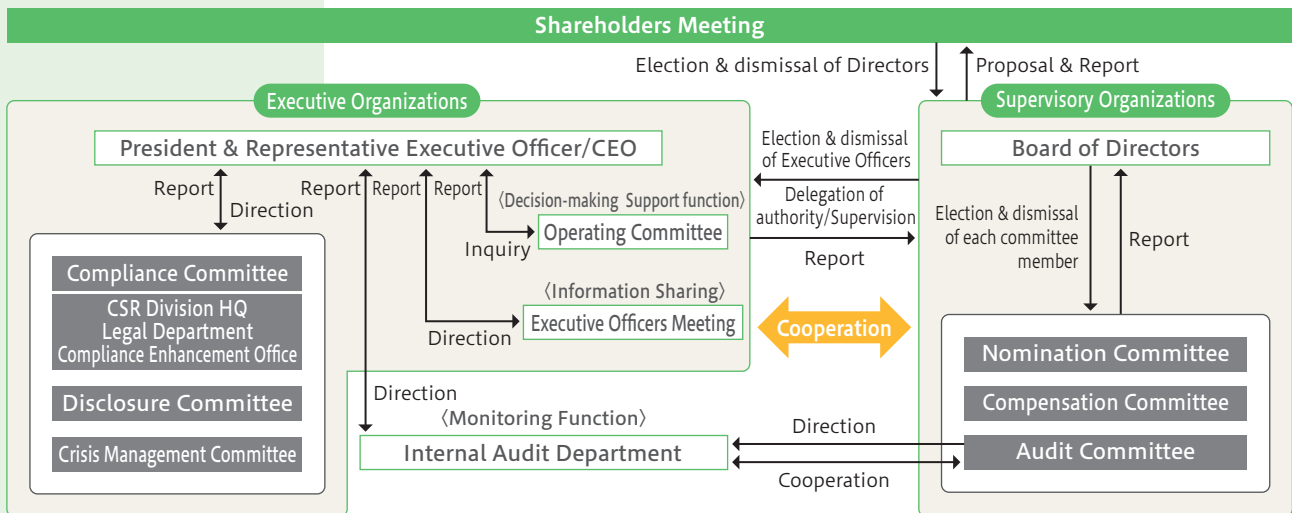 Shareholders Meeting
Election & dismissal of Directors
Proposal & Report
Executive Organizations
Supervisory Organizations
President & Representative Executive Officer/CEO
Report
Direction
Report
Report
Report
〈Decision-making Support function〉
Operating Committee
Inquiry
〈Information Sharing〉
Executive Officers Meeting
Direction
Compliance Committee
CSR Division HQ
Legal Department
Compliance Enhancement Office
Disclosure Committee
Crisis Management Committee
Direction
〈Monitoring Function〉
Internal Audit Department
Election & dismissal
of Executive Officers
Delegation of
authority/Supervision
Report
Cooperation
Direction
Cooperation
Board of Directors
Election & dismissal
of each committee
member
Report
Nomination Committee
Compensation Committee
Audit Committee